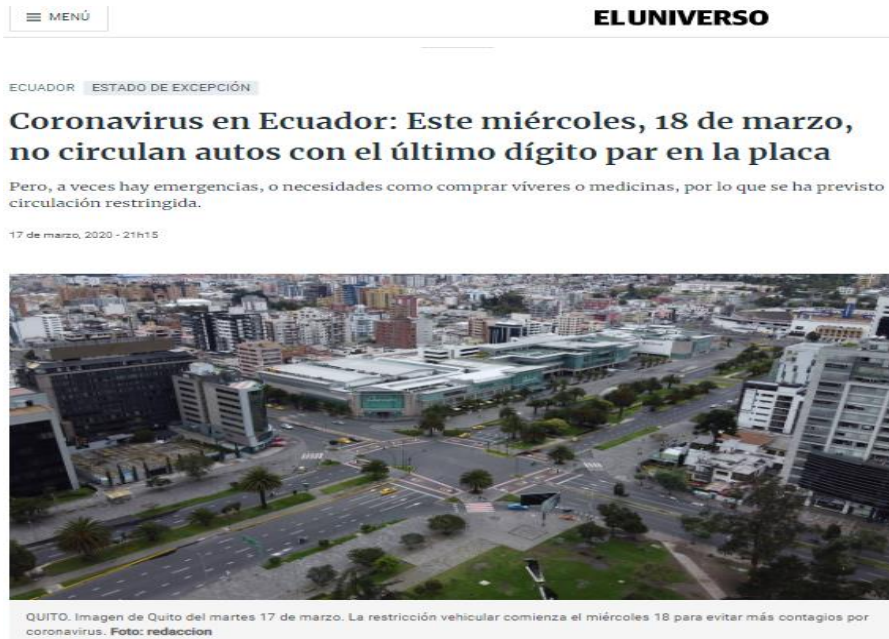 MENÚ
EL UNIVERSO
ECUADOR ESTADO DE EXCEPCIÓN
Coronavirus en Ecuador: Este miércoles, 18 de marzo,
no circulan autos con el último dígito par en la placa
Pero, a veces hay emergencias, o necesidades como comprar víveres o medicinas, por lo que se ha previsto
circulación restringida.
17 de marzo, 2020 - 21h15
QUITO. Imagen de Quito del martes 17 de marzo. La restricción vehicular comienza el miércoles 18 para evitar más contagios por
coronavirus. Foto: redaccion